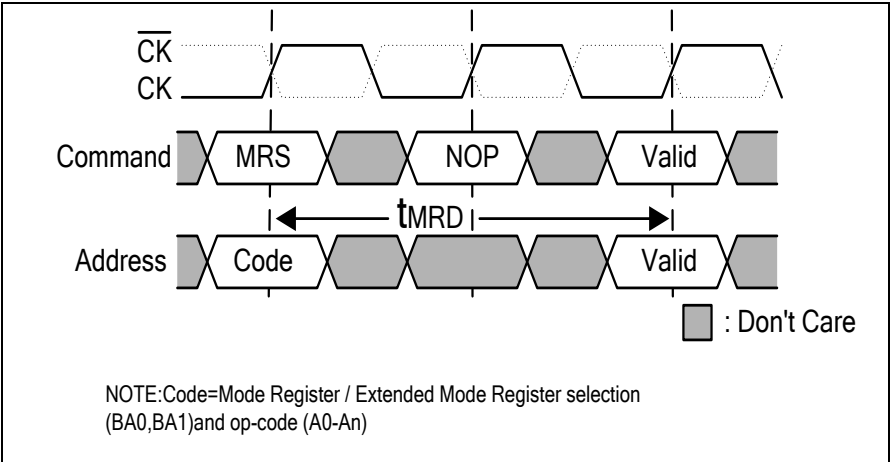 CK
CK
Command MRS NOP Valid
tMRD
Address Code Valid
: Don't Care
NOTE:Code=Mode Register / Extended Mode Register selection
(BA0,BA1)and op-code (A0-An)